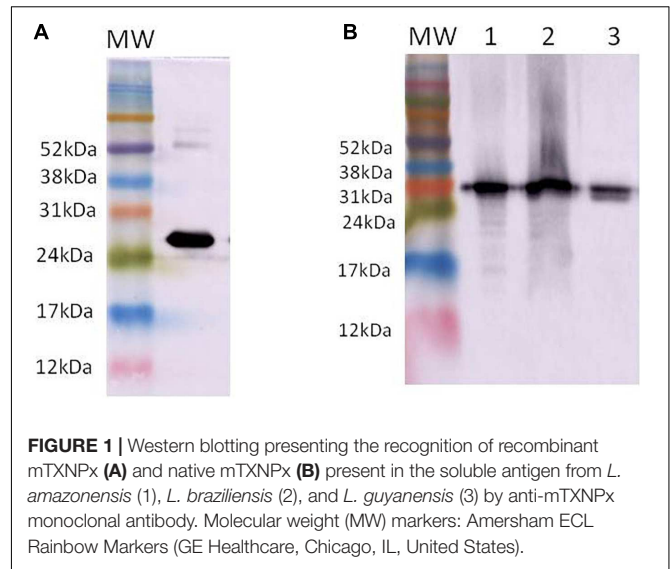 A
MW
52kDa
38kDa
31kDa
24kDa
17kDa
12kDa
B
MW 1 2 3
52kDa
38kDa
31kDa
24kDa
17kDa
12kDa
FIGURE 1 | Western blotting presenting the recognition of recombinant
mTXNPx (A) and native mTXNPx (B) present in the soluble antigen from L.
amazonensis (1), L. braziliensis (2), and L. guyanensis (3) by anti-mTXNPx
monoclonal antibody. Molecular weight (MW) markers: Amersham ECL
Rainbow Markers (GE Healthcare, Chicago, IL, United States).